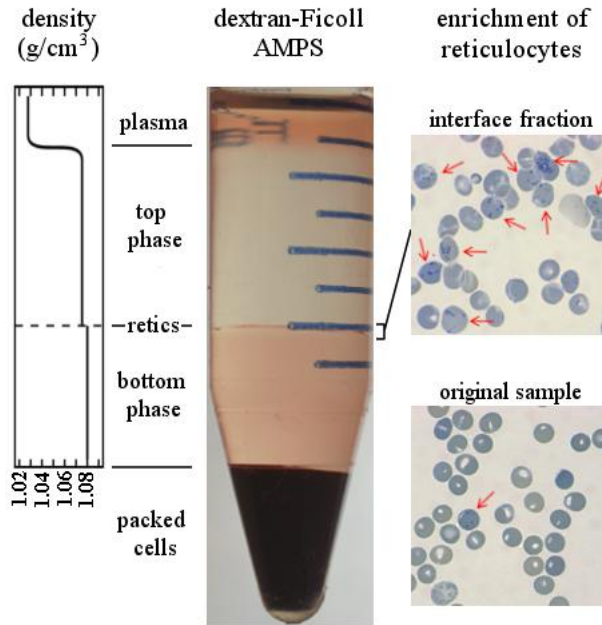 density
(g/cm³)
dextran-Ficoll
AMPS
enrichment of
reticulocytes
plasma
top
phase
retics
bottom
phase
packed
cells
1.02
1.04
1.06
1.08
interface fraction
original sample